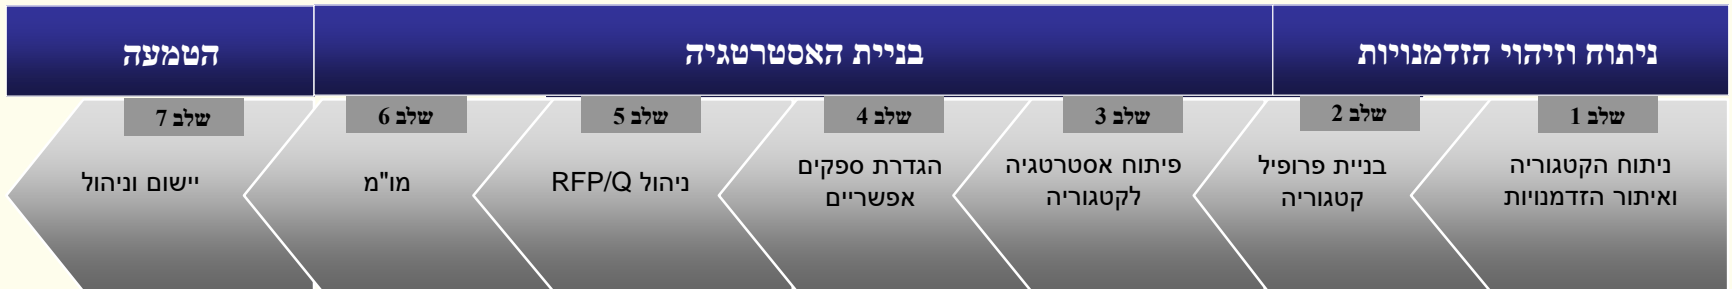 ניתוח וזיהוי הזדמנויות
בניית האסטרטגיה
הטמעה
שלב 1
ניתוח הקטגוריה
ואיתור הזדמנויות
שלב 2
בניית פרופיל
קטגוריה
שלב 3
פיתוח אסטרטגיה
לקטגוריה
שלב 4
הגדרת ספקים
אפשריים
שלב 5
ניהול RFP/Q
שלב 6
מו"מ
שלב 7
יישום וניהול